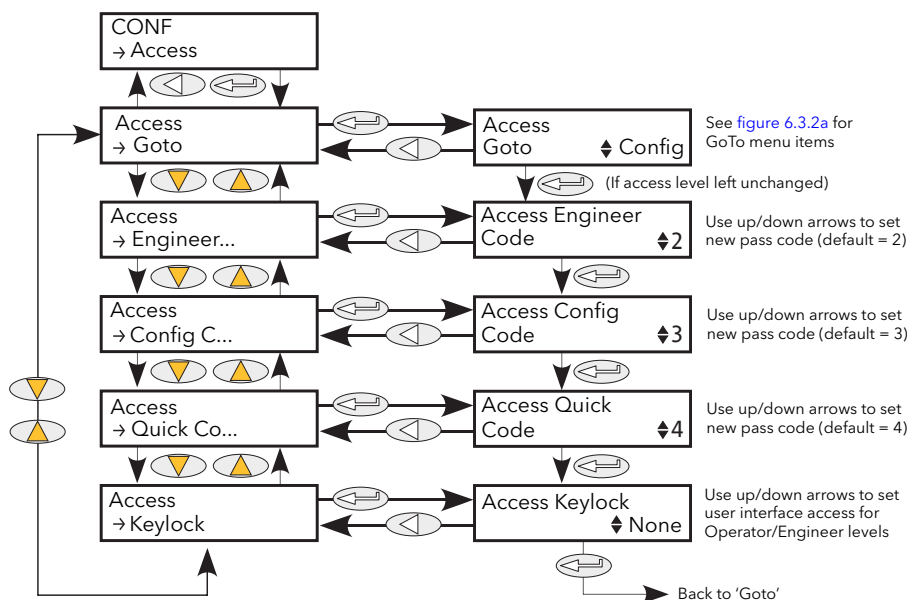 CONF
→ Access
Access
→ Goto
Access
Goto ♦ Config
See figure 6.3.2a for
GoTo menu items
(If access level left unchanged)
Access
→ Engineer...
Access Engineer
Code ♦2
Use up/down arrows to set
new pass code (default = 2)
Access
→ Config C...
Access Config
Code ♦3
Use up/down arrows to set
new pass code (default = 3)
Access
→ Quick Co...
Access Quick
Code ♦4
Use up/down arrows to set
new pass code (default = 4)
Access
→ Keylock
Access Keylock
♦ None
Use up/down arrows to set
user interface access for
Operator/Engineer levels
Back to 'Goto'